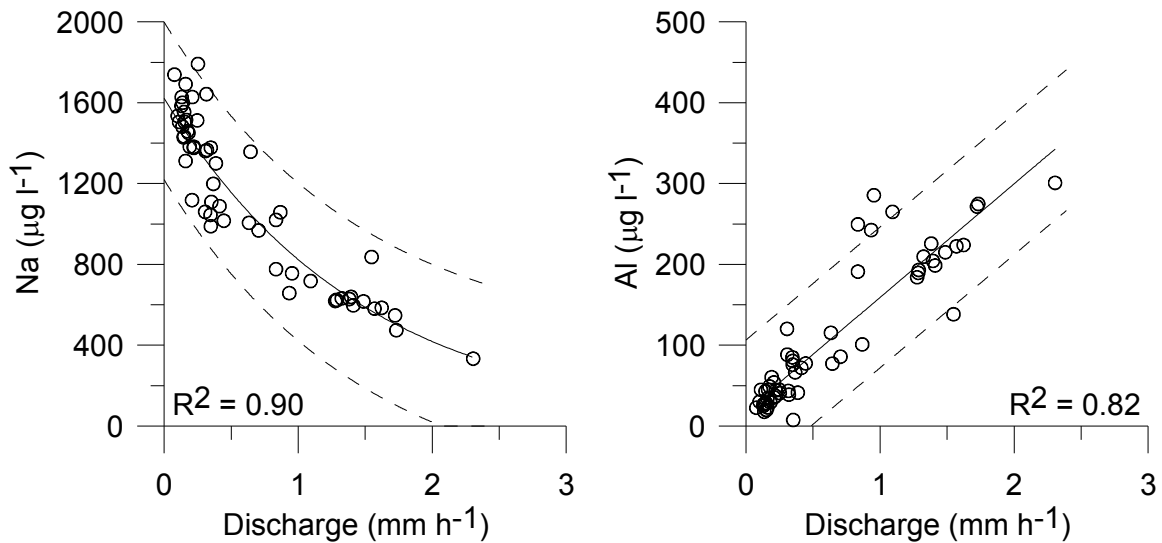 2000
1600
1200
800
400
0
Na (µg l-1)
R2 = 0.90
0 1 2 3
Discharge (mm h-1)
500
400
300
200
100
0
Al (µg l-1)
R2 = 0.82
0 1 2 3
Discharge (mm h-1)